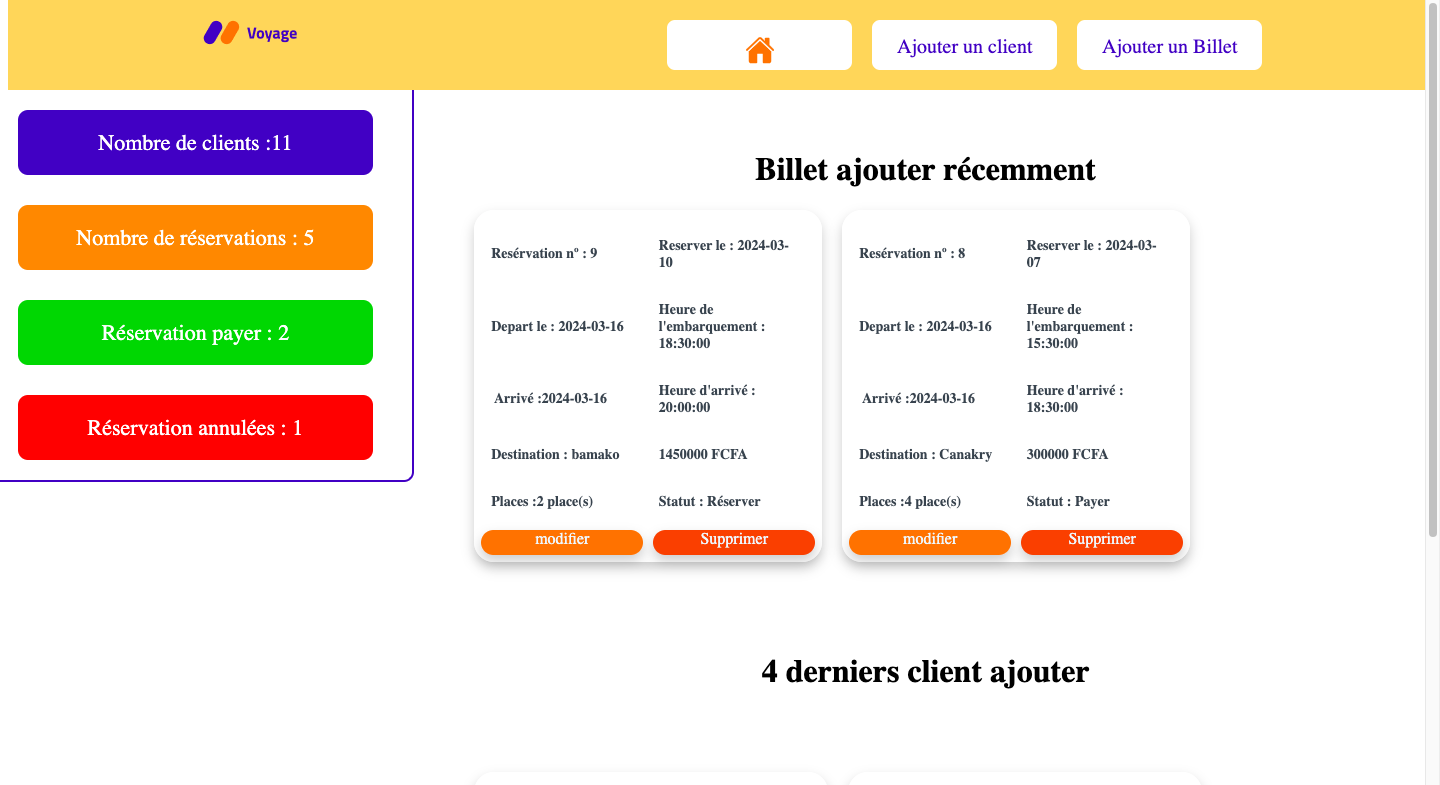 Voyage
Ajouter un client
Ajouter un Billet
Nombre de clients :11
Nombre de réservations : 5
Réservation payer : 2
Réservation annulées : 1
Billet ajouter récemment
Resérvation nº : 9
Reserver le : 2024-03-
10
Depart le : 2024-03-16
Heure de
l'embarquement :
18:30:00
Arrivé :2024-03-16
Heure d'arrivé :
20:00:00
Destination : bamako
1450000 FCFA
Places :2 place(s)
Statut : Réserver
modifier
Supprimer
Resérvation nº : 8
Reserver le : 2024-03-
07
Depart le : 2024-03-16
Heure de
l'embarquement :
15:30:00
Arrivé :2024-03-16
Heure d'arrivé :
18:30:00
Destination : Canakry
300000 FCFA
Places :4 place(s)
Statut : Payer
modifier
Supprimer
4 derniers client ajouter